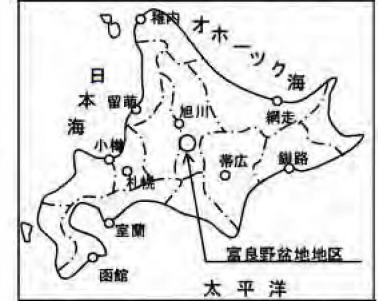 稚内
オホーツク海
日本海
留萌
旭川
網走
小樽
札幌
帯広
釧路
室蘭
富良野盆地地区
函館
太平洋